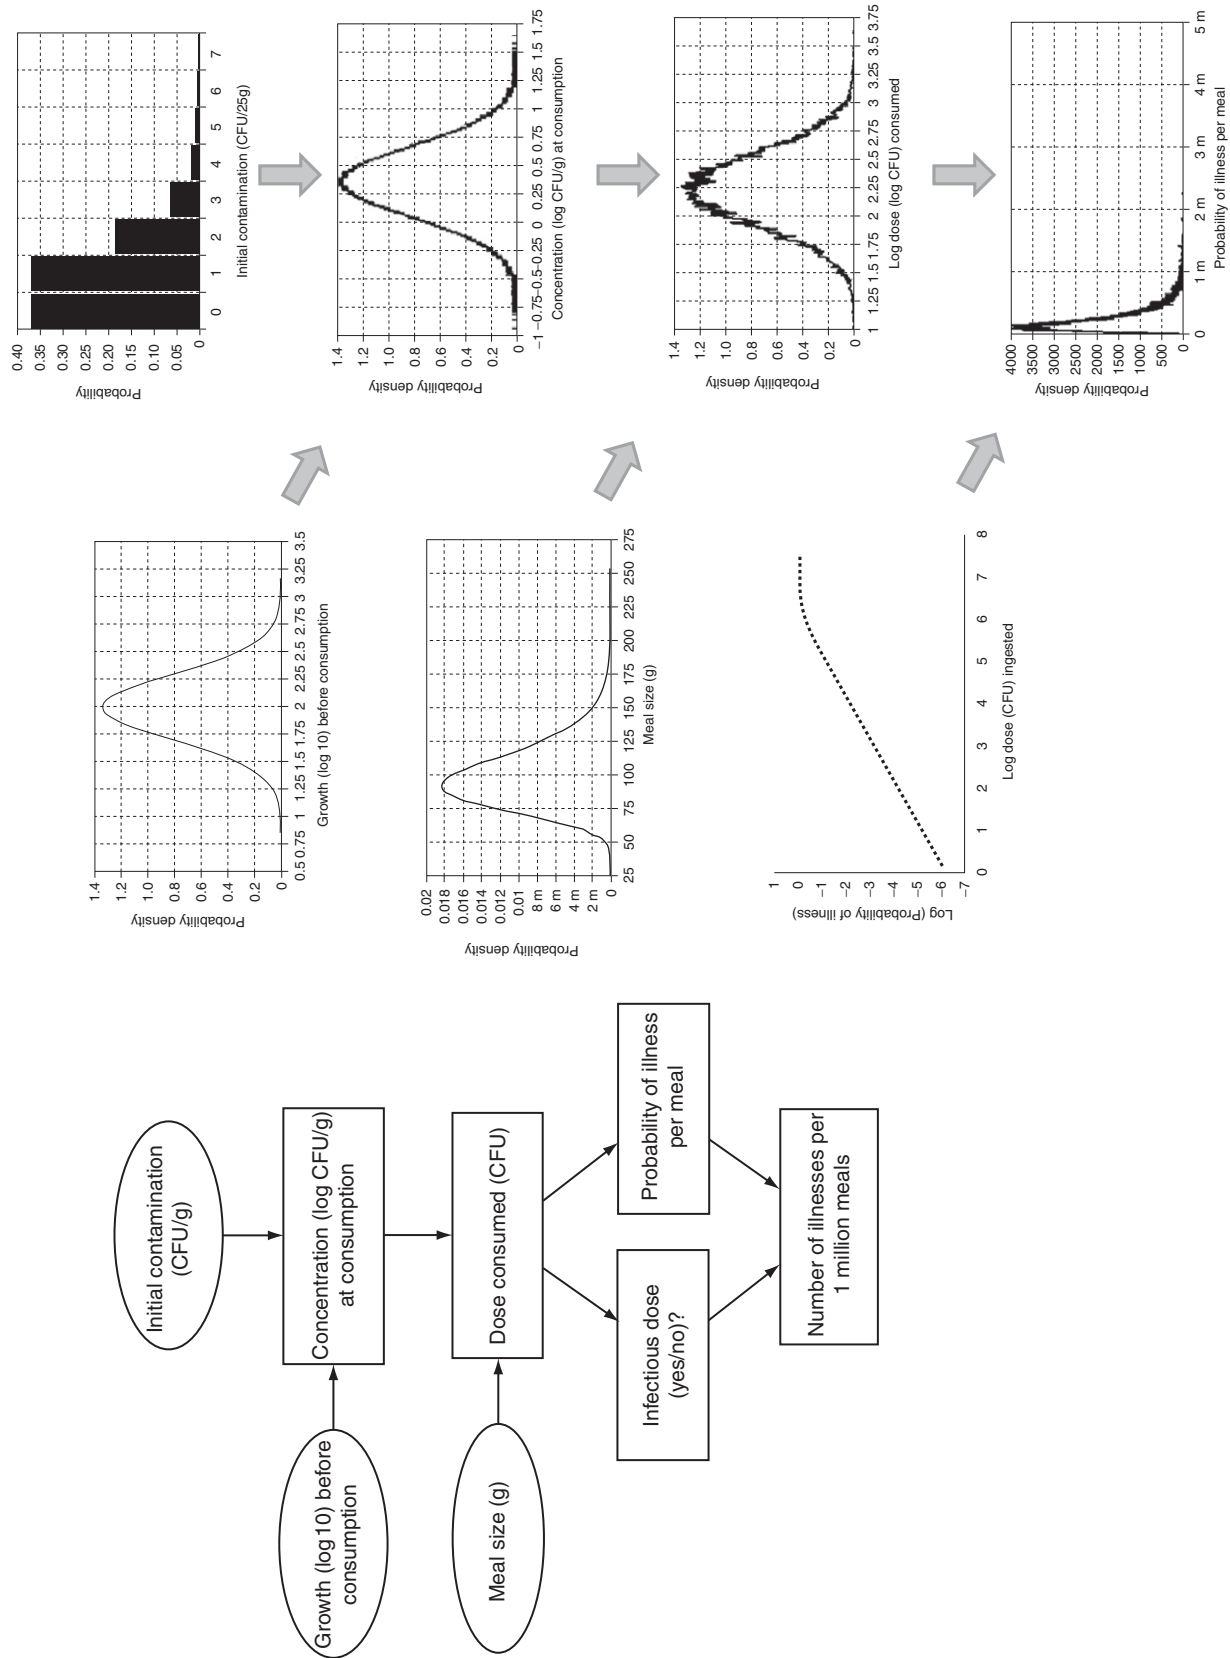 Initial contamination
(CFU/g)
Growth (log10) before
consumption
Concentration (log CFU/g)
at consumption
Meal size (g)
Dose consumed (CFU)
Infectious dose
(yes/no)?
Probability of illness
per meal
Number of illnesses per
1 million meals
Probability density
1.4
1.2
1.0
0.8
0.6
0.4
0.2
0
0.5 0.75 1 1.25 1.5 1.75 2 2.25 2.5 2.75 3 3.25 3.5
Growth (log 10) before consumption
Probability density
0.02
0.018
0.016
0.014
0.012
0.01
8 m
6 m
4 m
2 m
0
25 50 75 100 125 150 175 200 225 250 275
Meal size (g)
Log (Probability of illness)
1
0
−1
−2
−3
−4
−5
−6
−7
0 1 2 3 4 5 6 7 8
Log dose (CFU) ingested
Probability
0.40
0.35
0.30
0.25
0.20
0.15
0.10
0.05
0
0 1 2 3 4 5 6 7
Initial contamination (CFU/25g)
Probability density
1.4
1.2
1.0
0.8
0.6
0.4
0.2
0
−1 −0.75 −0.5 −0.25 0 0.25 0.5 0.75 1 1.25 1.5 1.75
Concentration (log CFU/g) at consumption
Probability density
1.4
1.2
1.0
0.8
0.6
0.4
0.2
0
1 1.25 1.5 1.75 2 2.25 2.5 2.75 3 3.25 3.5 3.75
Log dose (log CFU) consumed
Probability density
4000
3500
3000
2500
2000
1500
1000
5000
0
0 1 m 2 m 3 m 4 m 5 m
Probability of illness per meal